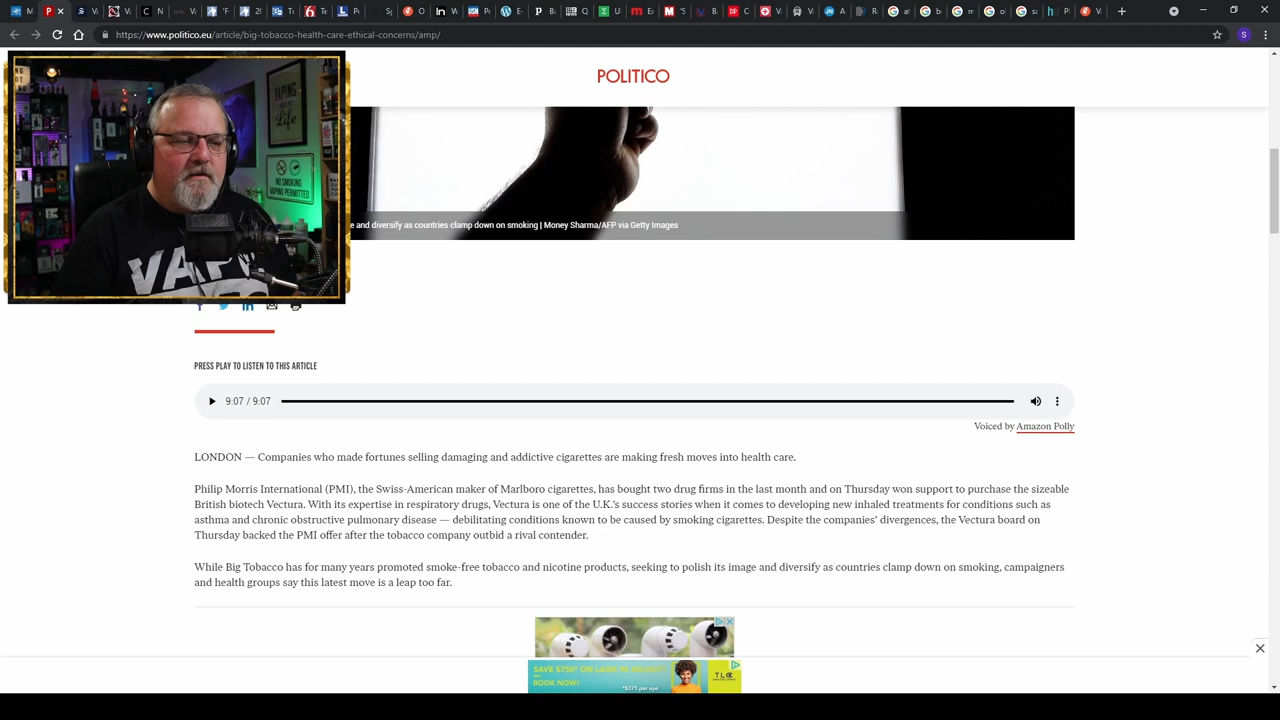 https://www.politico.eu/article/big-tobacco-health-care-ethical-concerns/amp/
POLITICO
VAPING
Life
NO SMOKING
VAPING PERMITTED
e and diversify as countries clamp down on smoking | Money Sharma/AFP via Getty Images
PRESS PLAY TO LISTEN TO THIS ARTICLE
9:07 / 9:07
Voiced by Amazon Polly
LONDON — Companies who made fortunes selling damaging and addictive cigarettes are making fresh moves into health care.
Philip Morris International (PMI), the Swiss-American maker of Marlboro cigarettes, has bought two drug firms in the last month and on Thursday won support to purchase the sizeable
British biotech Vectura. With its expertise in respiratory drugs, Vectura is one of the U.K.'s success stories when it comes to developing new inhaled treatments for conditions such as
asthma and chronic obstructive pulmonary disease — debilitating conditions known to be caused by smoking cigarettes. Despite the companies' divergences, the Vectura board on
Thursday backed the PMI offer after the tobacco company outbid a rival contender.
While Big Tobacco has for many years promoted smoke-free tobacco and nicotine products, seeking to polish its image and diversify as countries clamp down on smoking, campaigners
and health groups say this latest move is a leap too far.
SAVE $750* ON LASIK IN
BOOK NOW!
*$375 per eye
TLC